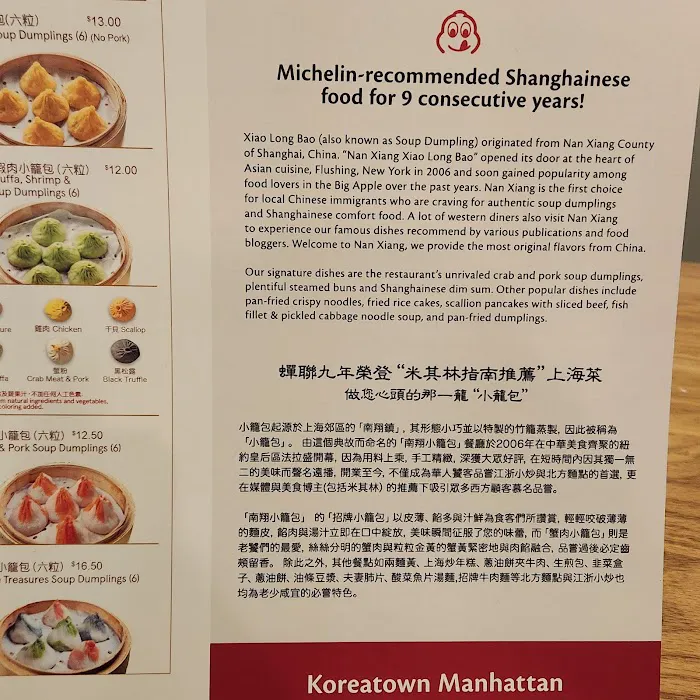 包(六粒) $13.00
oup Dumplings (6) (No Pork)
蝦肉小籠包 (六粒) $12.00
uffa, Shrimp &
up Dumplings (6)
ure 雞肉 Chicken 干貝 Scallop
ffs 蟹粉 黑松露
Crab Meat & Port Black Truffle
及蔬果汁，不加任何人工色素.
om natural ingredients and vegetables,
coloring added.
小籠包 (六粒) $12.50
& Pork Soup Dumplings (6)
小籠包 (六粒) $16.50
Treasures Soup Dumplings (6)
Michelin-recommended Shanghainese
food for 9 consecutive years!
Xiao Long Bao (also known as Soup Dumpling) originated from Nan Xiang County
of Shanghai, China. “Nan Xiang Xiao Long Bao” opened its door at the heart of
Asian cuisine, Flushing, New York in 2006 and soon gained popularity among
food lovers in the Big Apple over the past years. Nan Xiang is the first choice
for local Chinese immigrants who are craving for authentic soup dumplings
and Shanghainese comfort food. A lot of western diners also visit Nan Xiang
to experience our famous dishes recommend by various publications and food
bloggers. Welcome to Nan Xiang, we provide the most original flavors from China.
Our signature dishes are the restaurant’s unrivaled crab and pork soup dumplings,
plentiful steamed buns and Shanghainese dim sum. Other popular dishes include
pan-fried crispy noodles, fried rice cakes, scallion pancakes with sliced beef, fish
fillet & pickled cabbage noodle soup, and pan-fried dumplings.
蟬聯九年榮登 “米其林指南推薦” 上海菜
做您心頭的那一籠 “小籠包”
小籠包起源於上海郊區的「南翔鎮」, 其形態小巧並以特製的竹籠蒸製, 因此被稱為
「小籠包」。 由這個典故而命名的「南翔小籠包」餐廳於2006年在中華美食齊聚的紐
約皇后區法拉盛開幕, 因為用料上乘, 手工精緻, 深獲大眾好評, 在短時間內因其獨一無
二的美味而聲名遠播, 開業至今, 不僅成為華人饕客品嘗江浙小炒與北方麵點的首選, 更
在媒體與美食博主(包括米其林) 的推薦下吸引眾多西方顧客慕名品嘗。
「南翔小籠包」 的「招牌小籠包」以皮薄、餡多與汁鮮為食客們所讚賞, 輕輕咬破薄薄
的麵皮, 餡肉與湯汁立即在口中綻放, 美味瞬間征服了您的味蕾, 而「蟹肉小籠包」則是
老饕們的最愛, 絲絲分明的蟹肉與粒粒金黃的蟹黃緊密地與肉餡融合, 品嘗過後必定齒
頰留香。 除此之外, 其他餐點如兩麵黃、上海炒年糕、蔥油餅夾牛肉、生煎包、韭菜盒
子、蔥油餅、油條豆漿、夫妻肺片、酸菜魚片湯麵,招牌牛肉麵等北方麵點與江浙小炒也
均為老少咸宜的必嘗特色。
Koreatown Manhattan